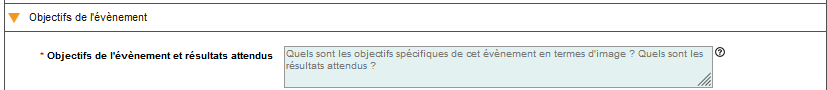 Objectifs de l'évènement
* Objectifs de l'évènement et résultats attendus
Quels sont les objectifs spécifiques de cet évènement en termes d'image ? Quels sont les
résultats attendus ?